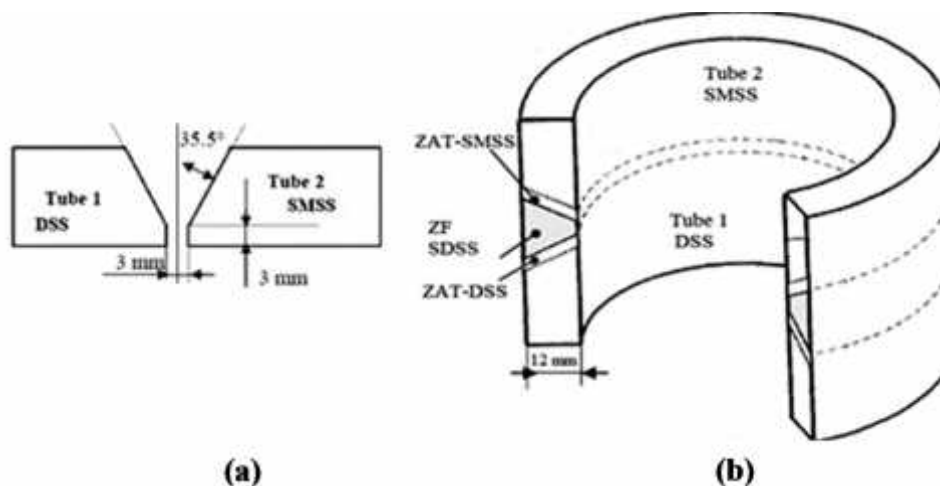 35.5°
Tube 1
DSS
Tube 2
SMSS
3 mm
3 mm
(a)
Tube 2
SMSS
ZAT-SMSS
ZF
SDSS
Tube 1
DSS
ZAT-DSS
12 mm
(b)